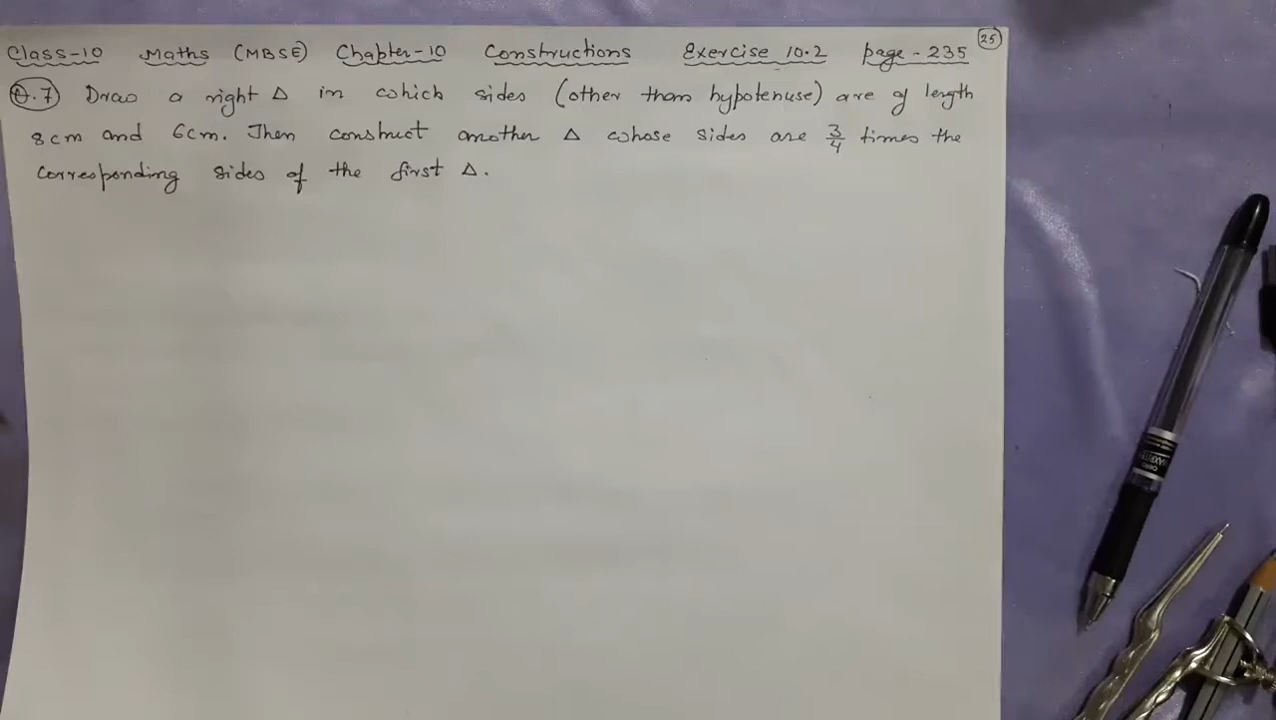 25
Class-10 Maths (MBSE) Chapter-10 Constructions Exercise 10.2 page-235
Q.7 Draw a right Δ in which sides (other than hypotenuse) are of length
8cm and 6cm. Then construct another Δ whose sides are 3/4 times the
corresponding sides of the first Δ.